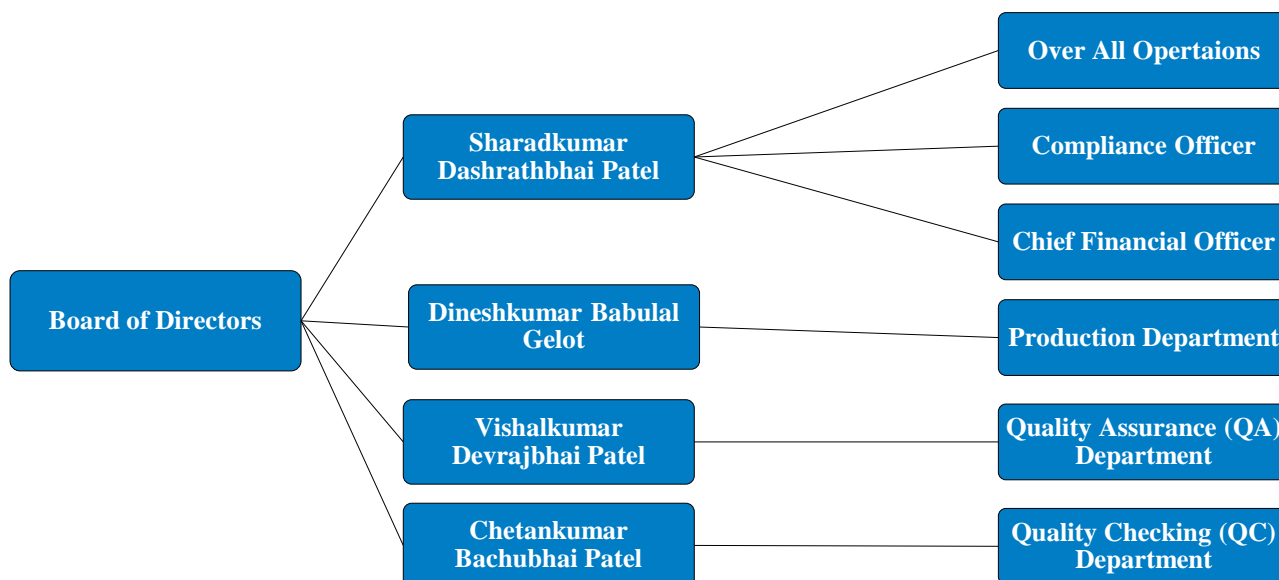 Over All Opertaions
Sharadkumar
Dashrathbhai Patel
Compliance Officer
Chief Financial Officer
Board of Directors
Dineshkumar Babulal
Gelot
Production Department
Vishalkumar
Devrajbhai Patel
Quality Assurance (QA)
Department
Chetankumar
Bachubhai Patel
Quality Checking (QC)
Department